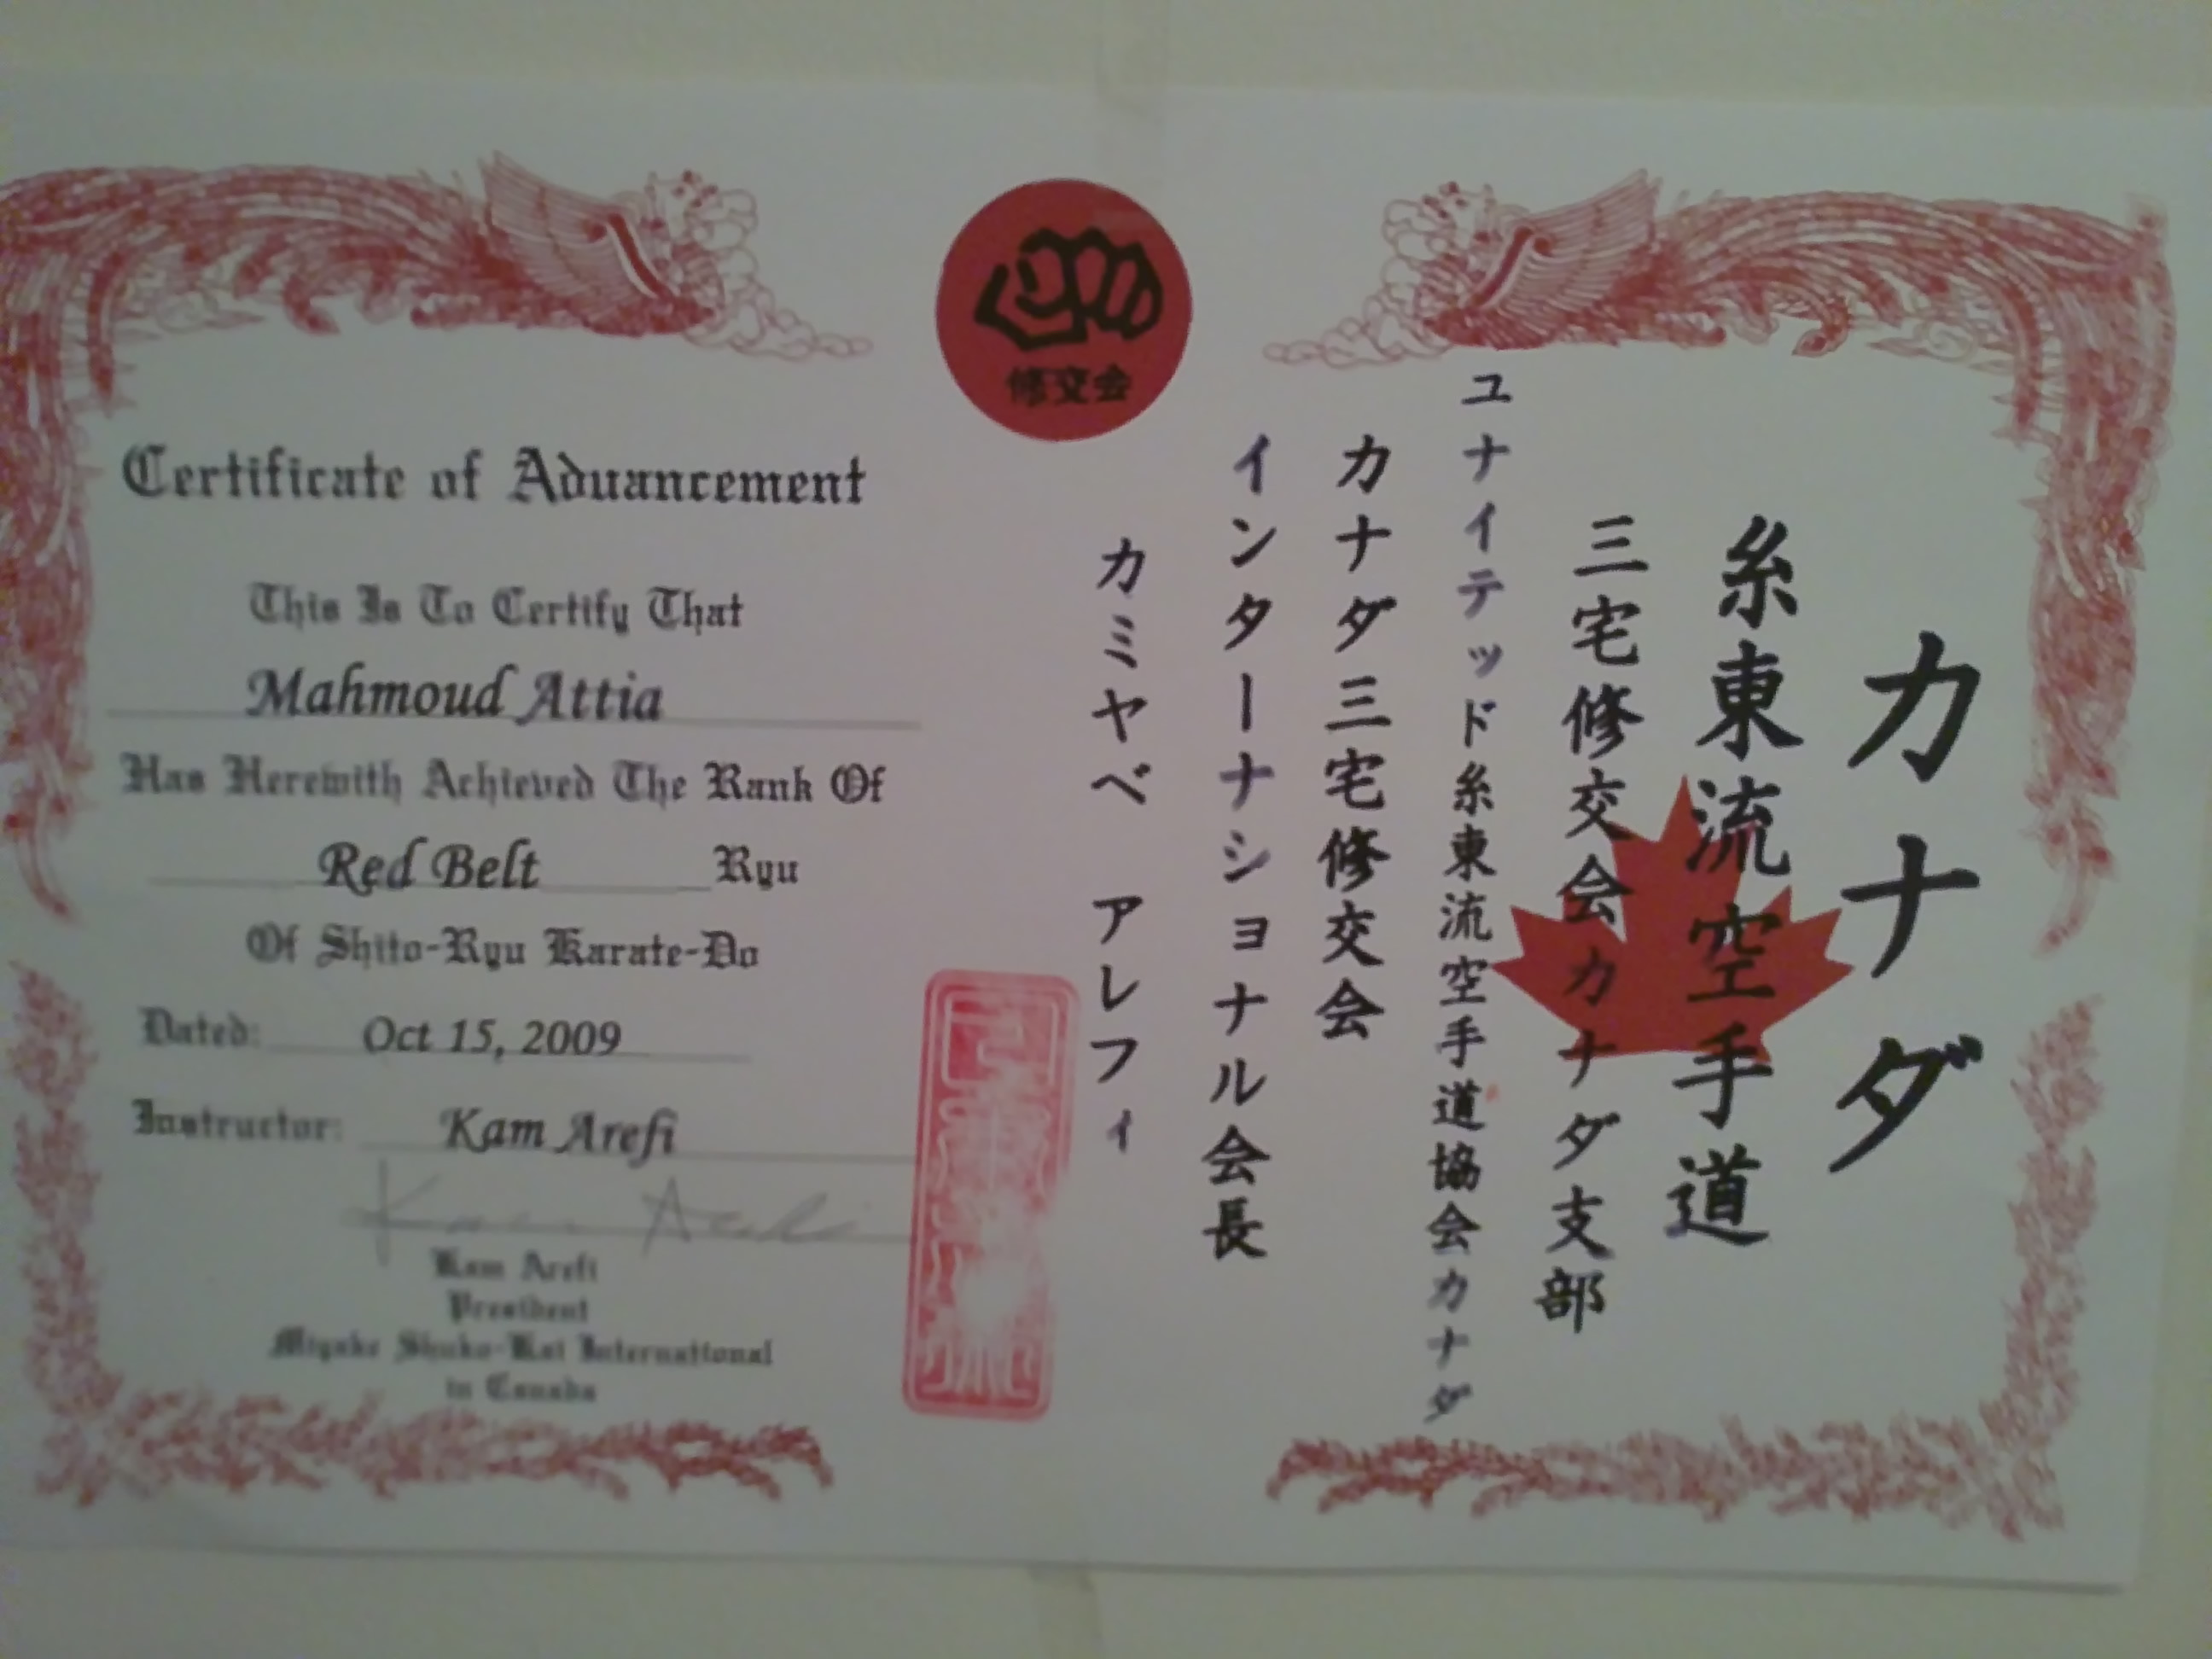 修交会
Certificate of Advancement
This Is To Certify That
Mahmoud Attia
Has Herewith Achieved The Rank Of
Red Belt Ryu
Of Shito-Ryu Karate-Do
Dated: Oct 15, 2009
Instructor: Kam Arefi
Kam Arefi
Kam Arefi
President
Miyake Shuko-Kai International
in Canada
カナダ
糸東流空手道
三宅修交会カナダ支部
ユナイテッド糸東流空手道協会カナダ
カナダ三宅修交会
インターナショナル会長
カミヤベ アレフィ